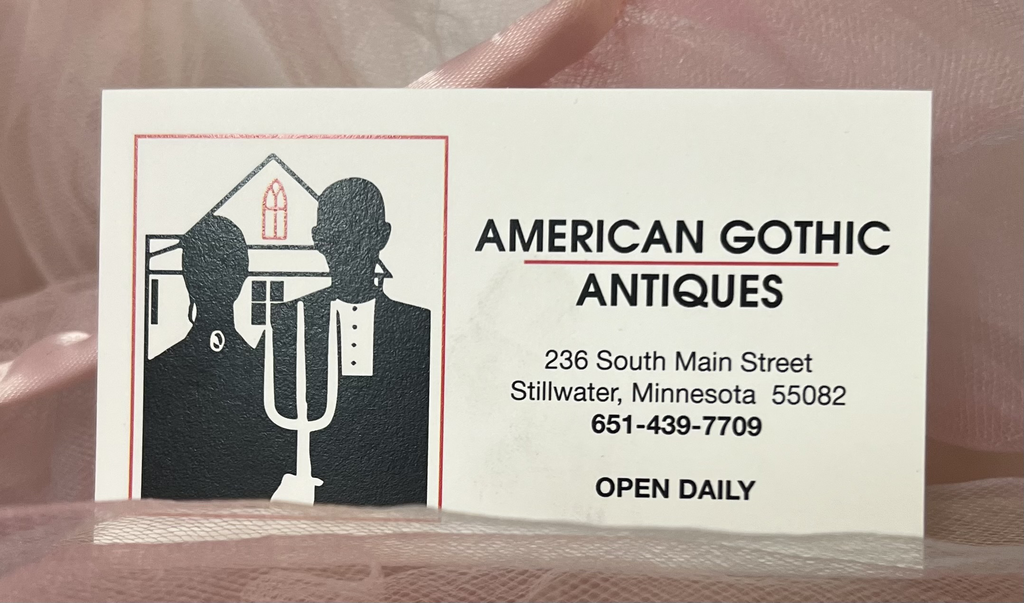 AMERICAN GOTHIC
ANTIQUES
236 South Main Street
Stillwater, Minnesota 55082
651-439-7709
OPEN DAILY